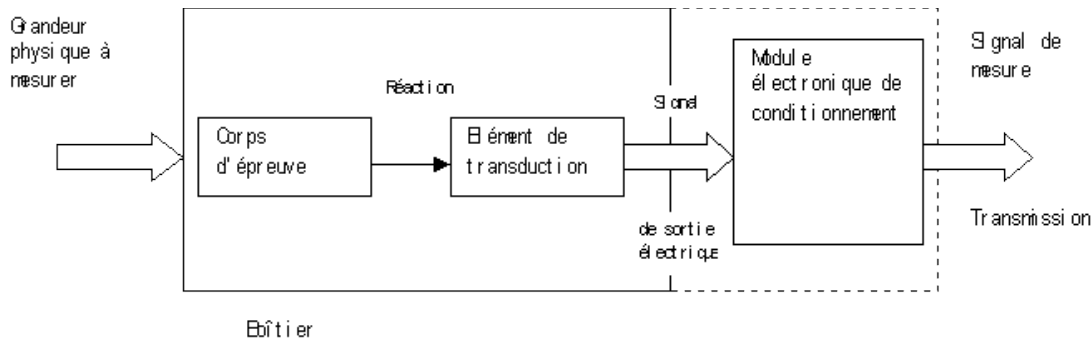 Grandeur
physique à
mesurer
Réaction
Corps
d'épreuve
Elément de
transduction
Signal
de sortie
électrique
Module
électronique de
conditionnement
Signal de
mesure
Transmission
Boîtier